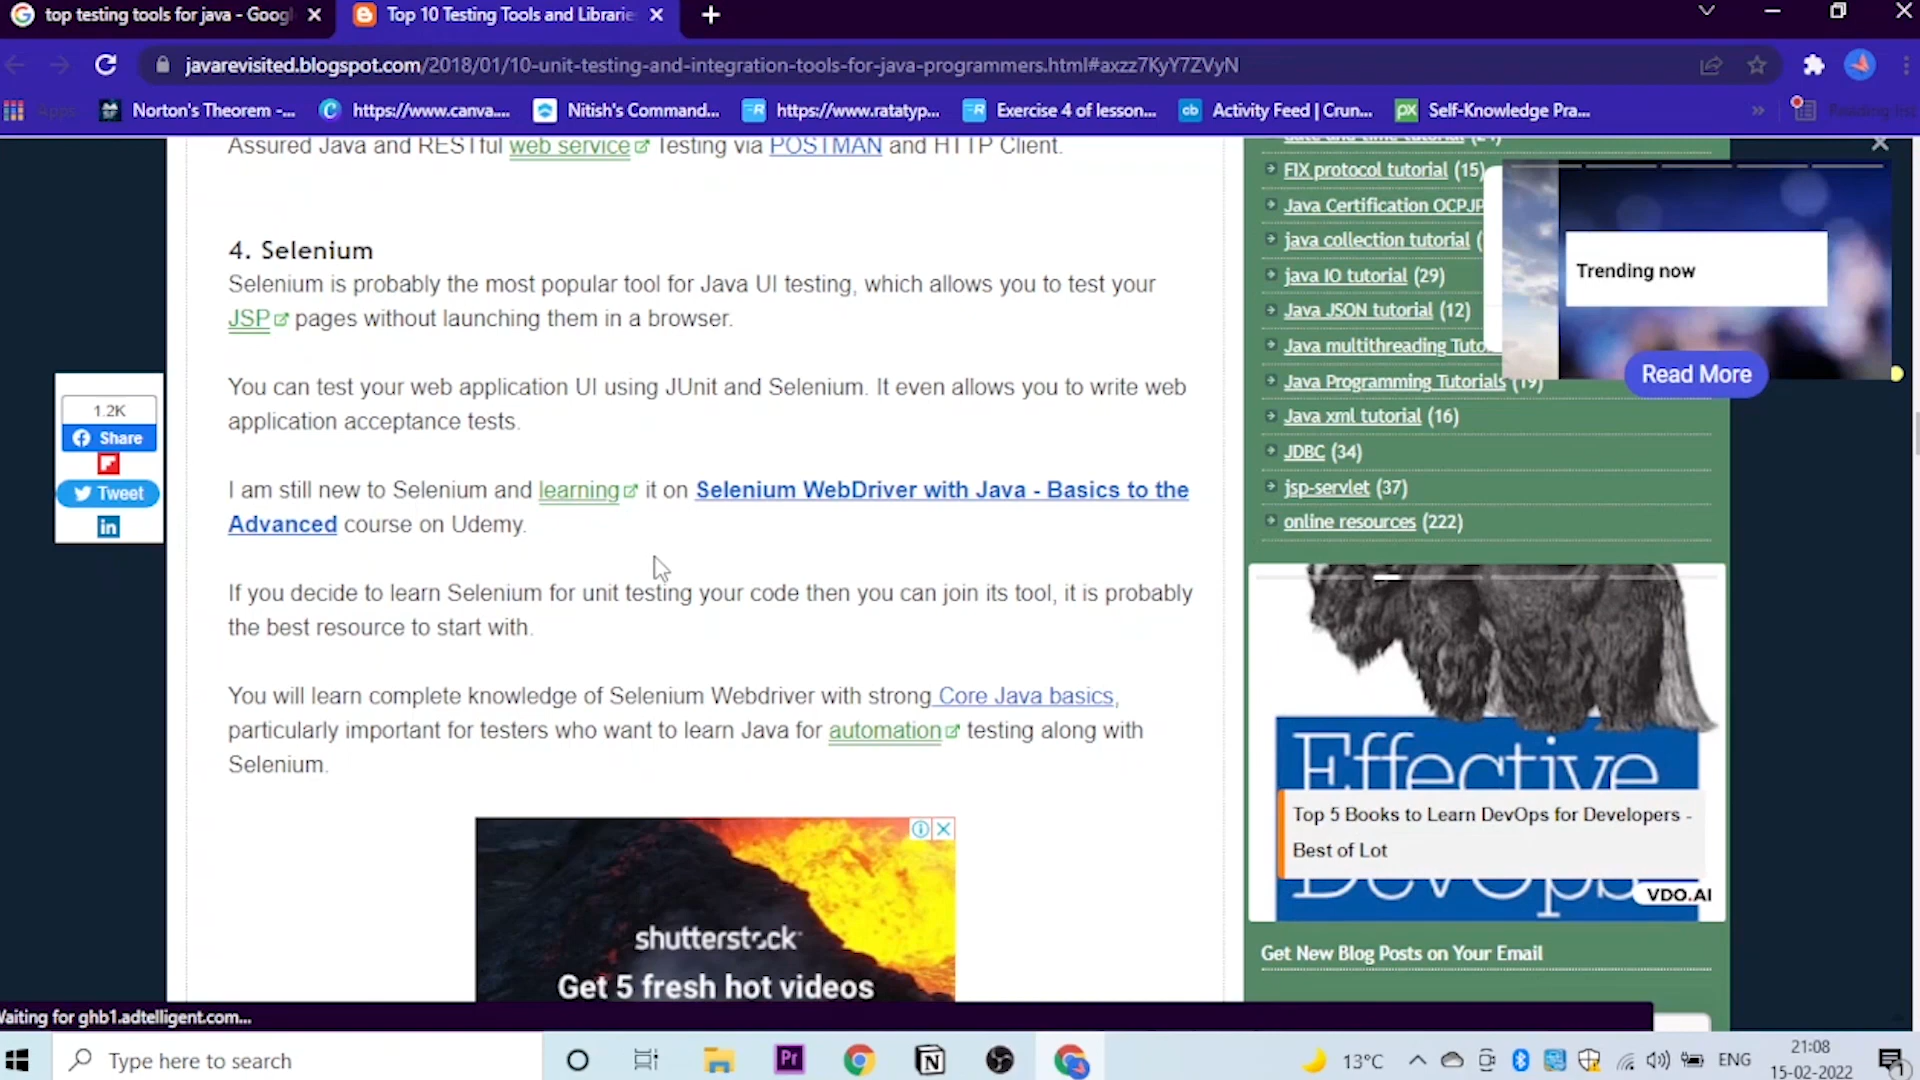 top testing tools for java - Goog
Top 10 Testing Tools and Librarie
javarevisited.blogspot.com/2018/01/10-unit-testing-and-integration-tools-for-java-programmers.html#axzz7KyY7ZVyN
Apps
Norton's Theorem -...
https://www.canva....
Nitish's Command...
https://www.ratatyp...
Exercise 4 of lesson...
Activity Feed | Crun...
Self-Knowledge Pra...
»
Reading list
Assured Java and RESTful web service Testing via POSTMAN and HTTP Client.
4. Selenium
Selenium is probably the most popular tool for Java UI testing, which allows you to test your
JSP pages without launching them in a browser.
You can test your web application UI using JUnit and Selenium. It even allows you to write web
application acceptance tests.
I am still new to Selenium and learning it on Selenium WebDriver with Java - Basics to the
Advanced course on Udemy.
If you decide to learn Selenium for unit testing your code then you can join its tool, it is probably
the best resource to start with.
You will learn complete knowledge of Selenium Webdriver with strong Core Java basics,
particularly important for testers who want to learn Java for automation testing along with
Selenium.
1.2K
Share
Tweet
in
shutterstock
Get 5 fresh hot videos
FIX protocol tutorial (15)
Java Certification OCPJP
java collection tutorial (
java IO tutorial (29)
Java JSON tutorial (12)
Java multithreading Tuto
Java Programming Tutorials (19)
Java xml tutorial (16)
JDBC (34)
jsp-servlet (37)
online resources (222)
Trending now
Read More
Effective
Top 5 Books to Learn DevOps for Developers -
Best of Lot
DevOps
VDO.AI
Get New Blog Posts on Your Email
Waiting for ghb1.adtelligent.com...
Type here to search
Pr
13°C
ENG
21:08
15-02-2022
1